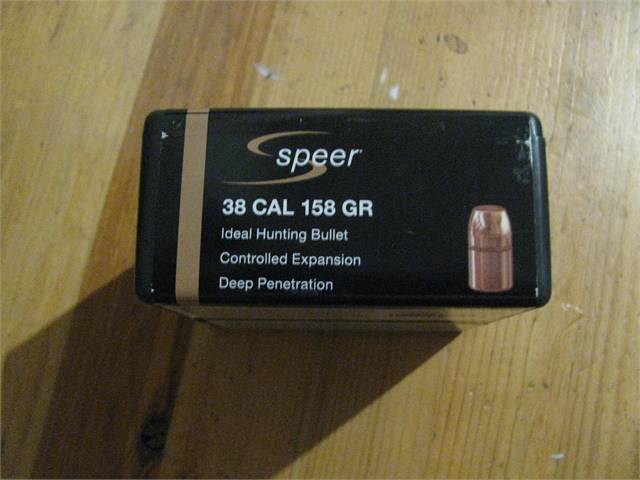 speer
38 CAL 158 GR
Ideal Hunting Bullet
Controlled Expansion
Deep Penetration